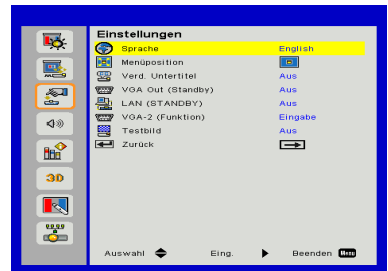 Einstellungen
Sprache English
Menüposition
Verd. Untertitel Aus
VGA Out (Standby) Aus
LAN (STANDBY) Aus
VGA-2 (Funktion) Eingabe
Testbild Aus
Zurück
3D
Auswahl Eing. Beenden Menu